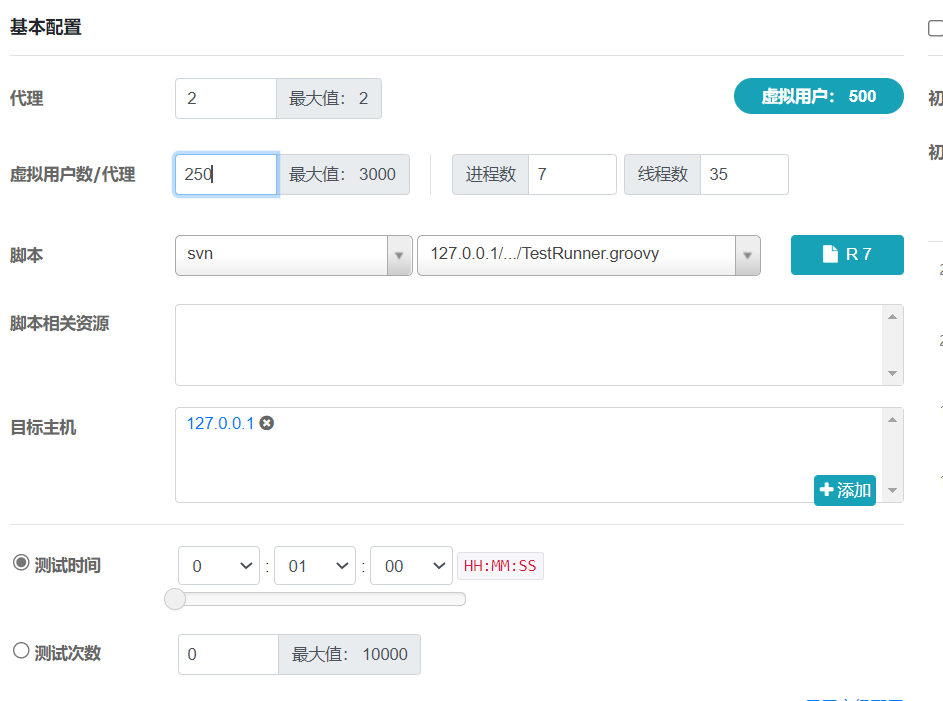 基本配置
代理 2 最大值： 2 虚拟用户： 500 初
虚拟用户数/代理 250 最大值： 3000 进程数 7 线程数 35 初
脚本 svn 127.0.0.1/.../TestRunner.groovy R 7
脚本相关资源
目标主机 127.0.0.1
添加
测试时间 0 : 01 : 00 HH:MM:SS
测试次数 0 最大值： 10000